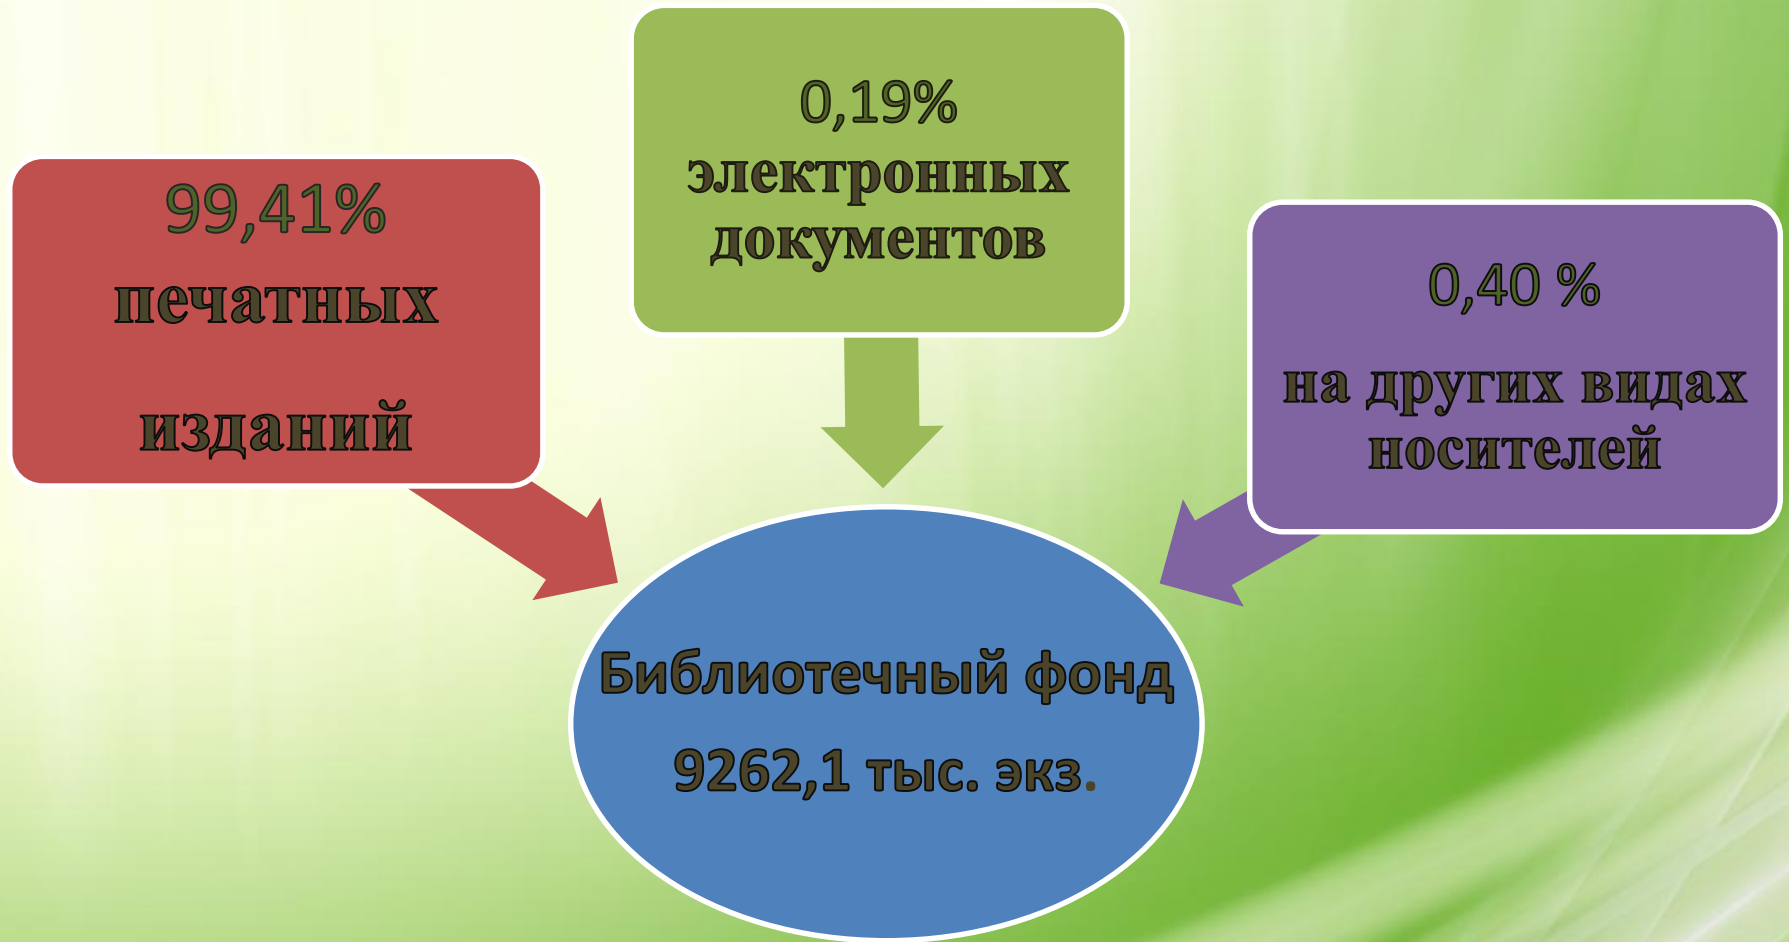 99,41%
печатных
изданий
0,19%
электронных
документов
0,40 %
на других видах
носителей
Библиотечный фонд
9262,1 тыс. экз.